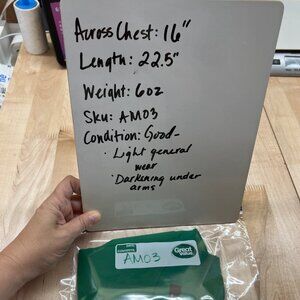 Across Chest: 16"
Length: 22.5"
Weight: 6oz
Sku: AM03
Condition: Good-
· Light general
wear
· Darkening under
arms
AM03
Great
Value